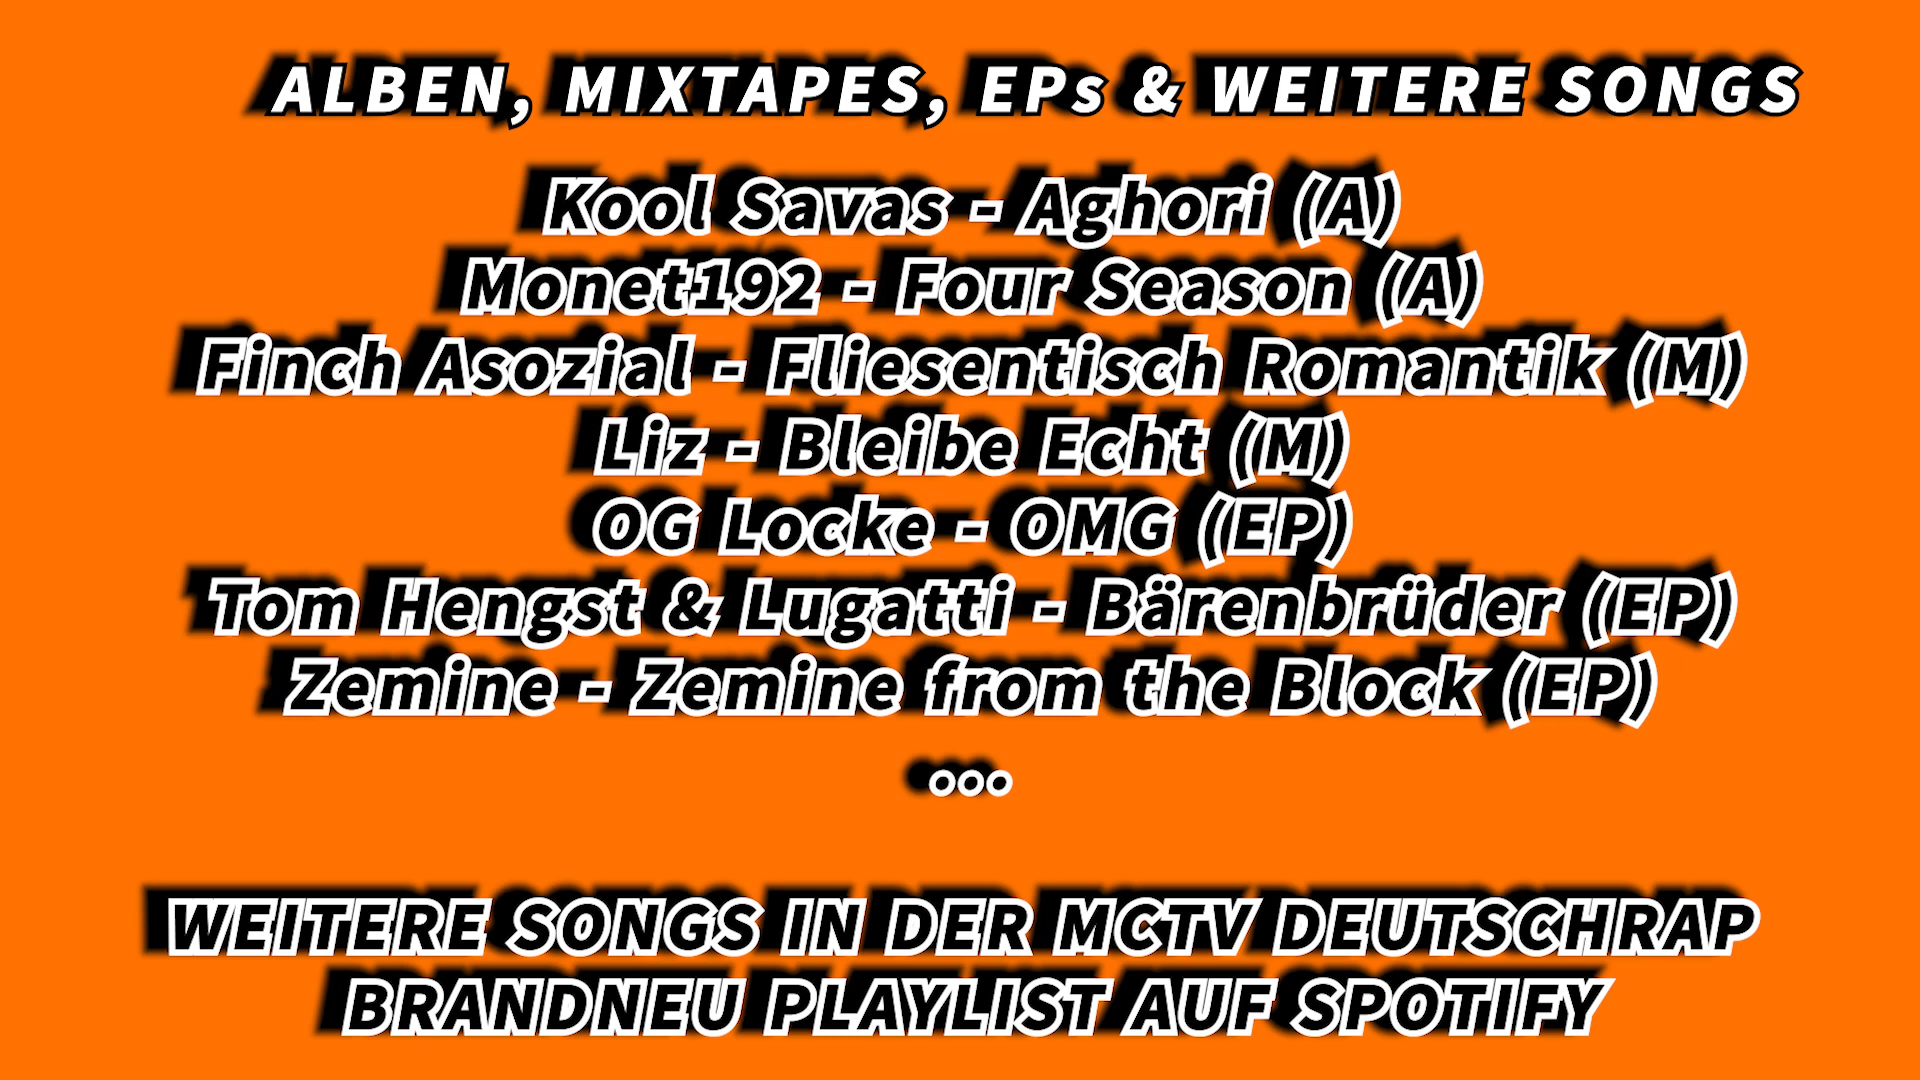 ALBEN, MIXTAPES, EPs & WEITERE SONGS
Kool Savas - Aghori (A)
Monet192 - Four Season (A)
Finch Asozial - Fliesentisch Romantik (M)
Liz - Bleibe Echt (M)
OG Locke - OMG (EP)
Tom Hengst & Lugatti - Bärenbrüder (EP)
Zemine - Zemine from the Block (EP)
...
WEITERE SONGS IN DER MCTV DEUTSCHRAP
BRANDNEU PLAYLIST AUF SPOTIFY